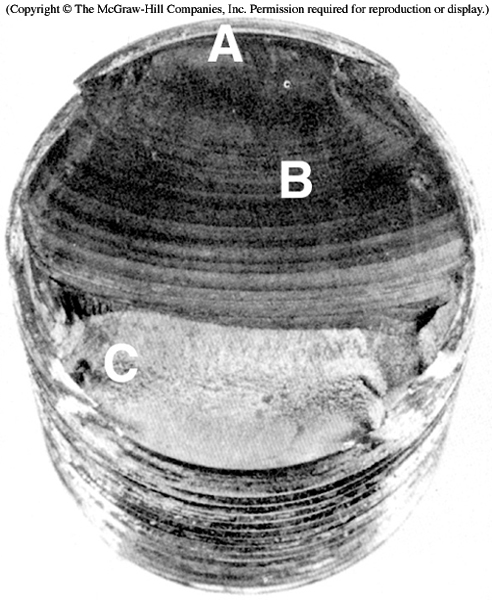 (Copyright © The McGraw-Hill Companies, Inc. Permission required for reproduction or display.)
A
c
B
C